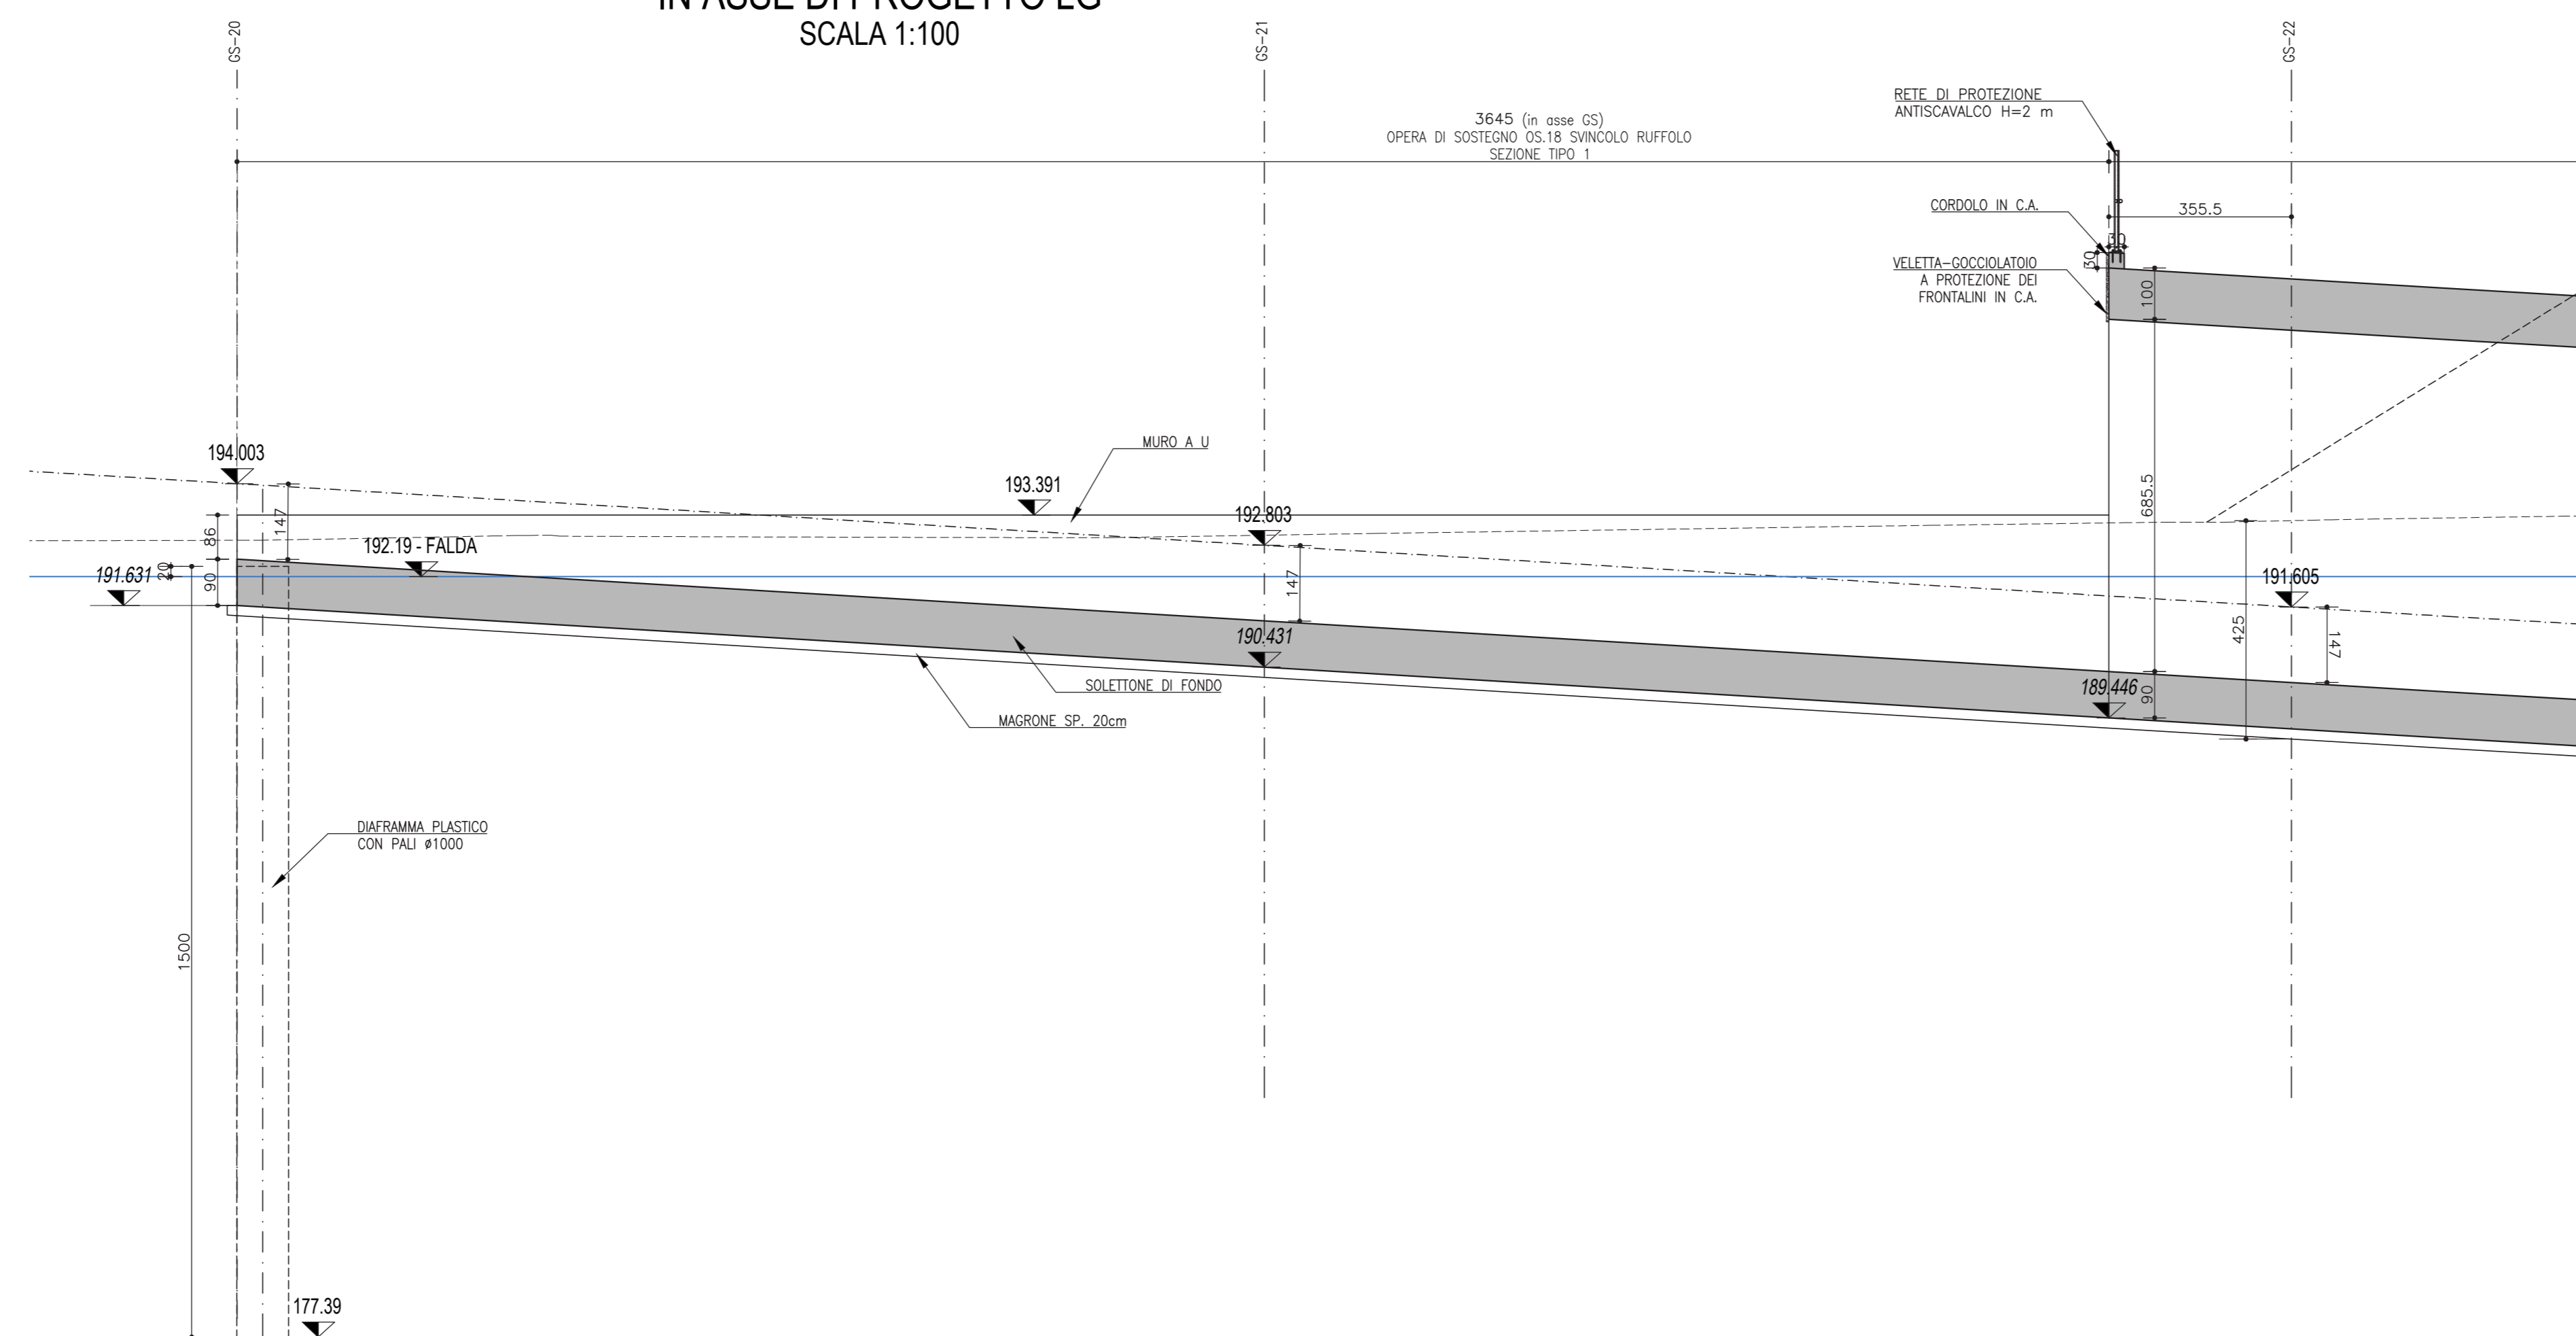 SCALA 1:100
GS-20
GS-21
GS-22
3645 (in asse GS)
OPERA DI SOSTEGNO OS.18 SVINCOLO RUFFOLO
SEZIONE TIPO 1
RETE DI PROTEZIONE
ANTISCAVALCO H=2 m
CORDOLO IN C.A.
355.5
30
30
VELETTA-GOCCIOLATOIO
A PROTEZIONE DEI
FRONTALINI IN C.A.
100
194.003
MURO A U
193.391
192.803
685.5
147
86
192.19 - FALDA
191.631
20
90
147
191.605
425
147
190.431
SOLETTONE DI FONDO
189.446
90
MAGRONE SP. 20cm
DIAFRAMMA PLASTICO
CON PALI ø1000
1500
177.39